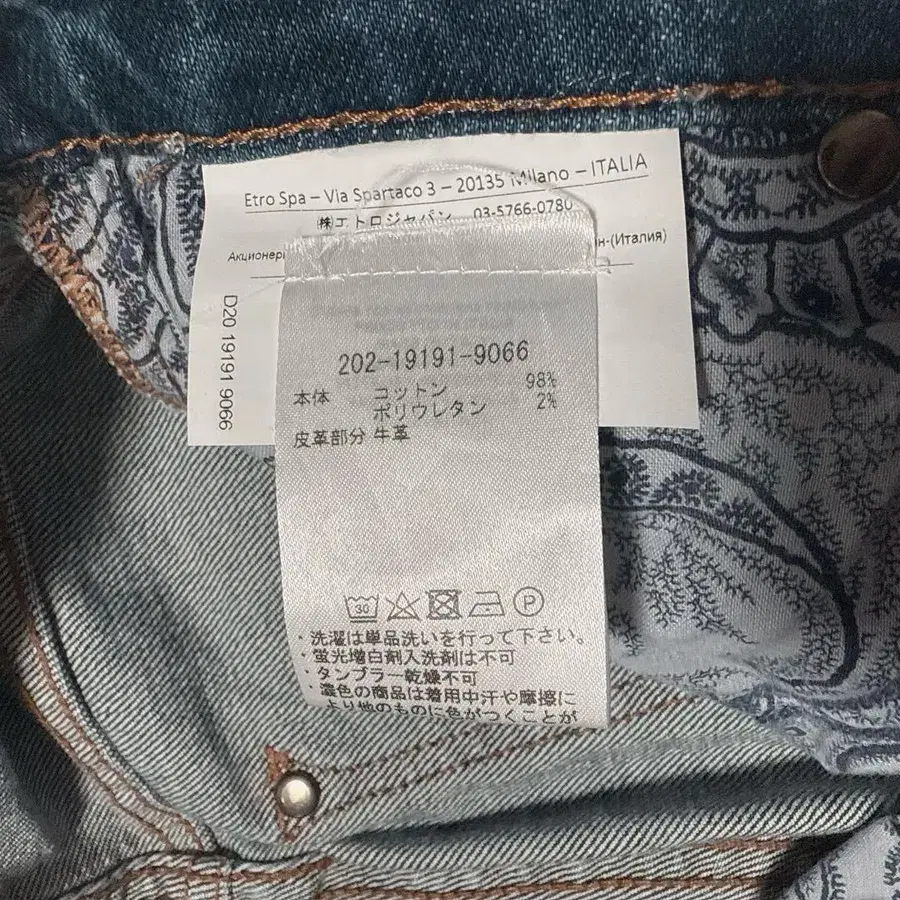 Etro Spa – Via Spartaco 3 – 20135 Milano – ITALIA
㈱エトロジャパン 03-5766-0780
н-(Италия)
D20 19191 9066
202-19191-9066
本体 コットン 98%
ポリウレタン 2%
皮革部分 牛革
30
P
・洗濯は単品洗いを行って下さい。
・蛍光増白剤入洗剤は不可
・タンブラー乾燥不可
・濃色の商品は着用中汗や摩擦に
より他のものに色がつくことが